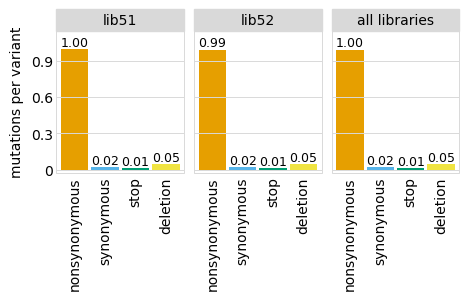 lib51 lib52 all libraries
mutations per variant
0.9
0.6
0.3
0
1.00 0.02 0.01 0.05
0.99 0.02 0.01 0.05
1.00 0.02 0.01 0.05
nonsynonymous synonymous stop deletion
nonsynonymous synonymous stop deletion
nonsynonymous synonymous stop deletion